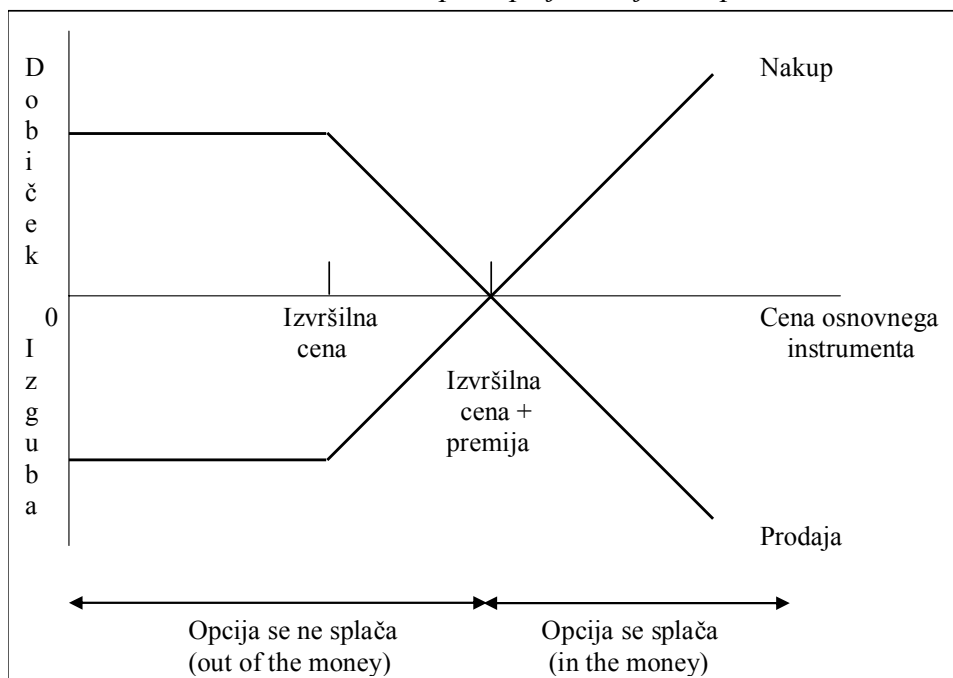 Dobiček
Nakup
0
Izguba
Izvršilna
cena
Izvršilna
cena +
premija
Cena osnovnega
instrumenta
Prodaja
Opcija se ne splača
(out of the money)
Opcija se splača
(in the money)